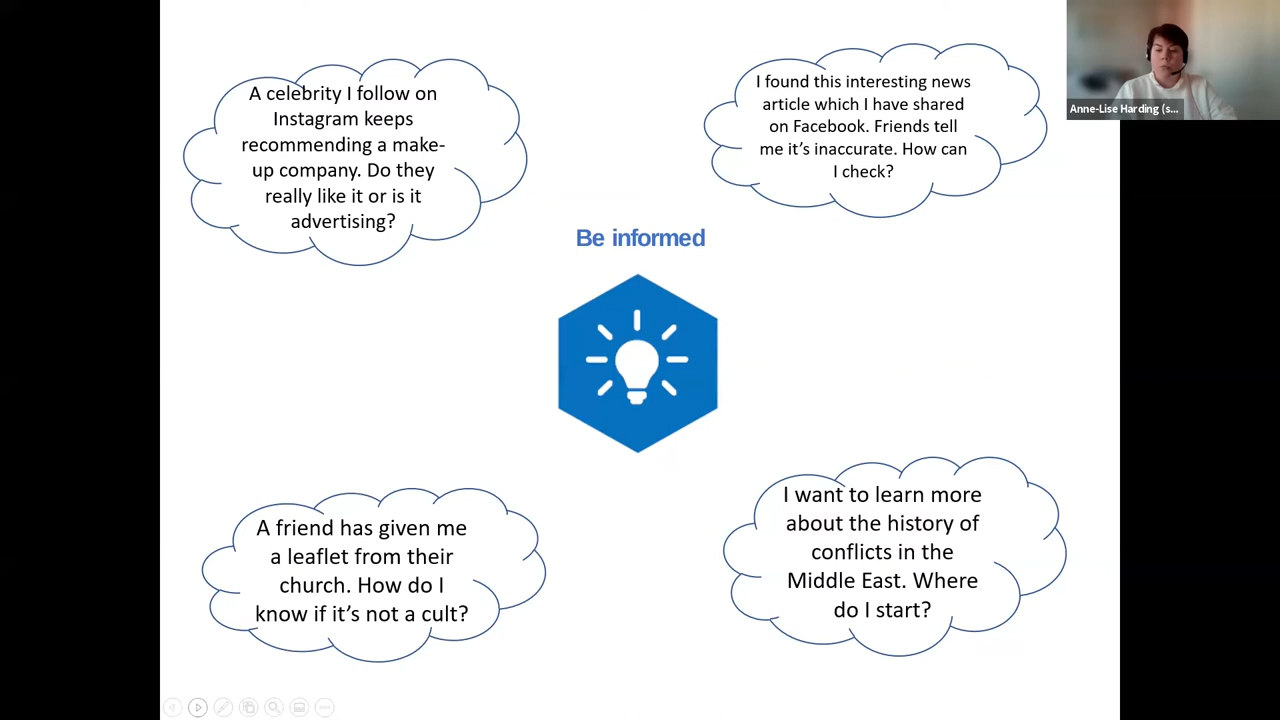 A celebrity I follow on
Instagram keeps
recommending a make-
up company. Do they
really like it or is it
advertising?
I found this interesting news
article which I have shared
on Facebook. Friends tell
me it’s inaccurate. How can
I check?
Anne-Lise Harding (s...
Be informed
A friend has given me
a leaflet from their
church. How do I
know if it’s not a cult?
I want to learn more
about the history of
conflicts in the
Middle East. Where
do I start?